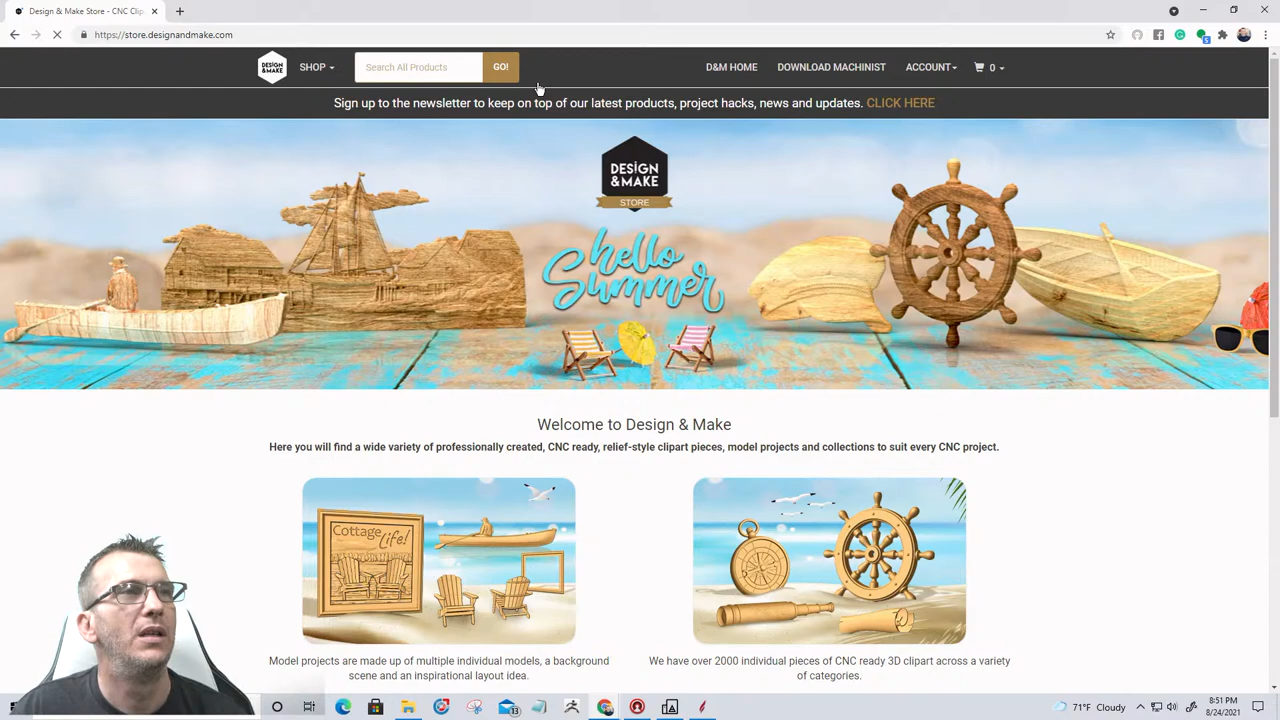 Design & Make Store - CNC Clip
https://store.designandmake.com
DESIGN & MAKE
SHOP
Search All Products
GO!
D&M HOME
DOWNLOAD MACHINIST
ACCOUNT
0
Sign up to the newsletter to keep on top of our latest products, project hacks, news and updates. CLICK HERE
DESIGN
& MAKE
STORE
hello
Summer
Welcome to Design & Make
Here you will find a wide variety of professionally created, CNC ready, relief-style clipart pieces, model projects and collections to suit every CNC project.
Cottage
Life!
Model projects are made up of multiple individual models, a background
scene and an inspirational layout idea.
We have over 2000 individual pieces of CNC ready 3D clipart across a variety
of categories.
13
71°F Cloudy
8:51 PM
8/24/2021